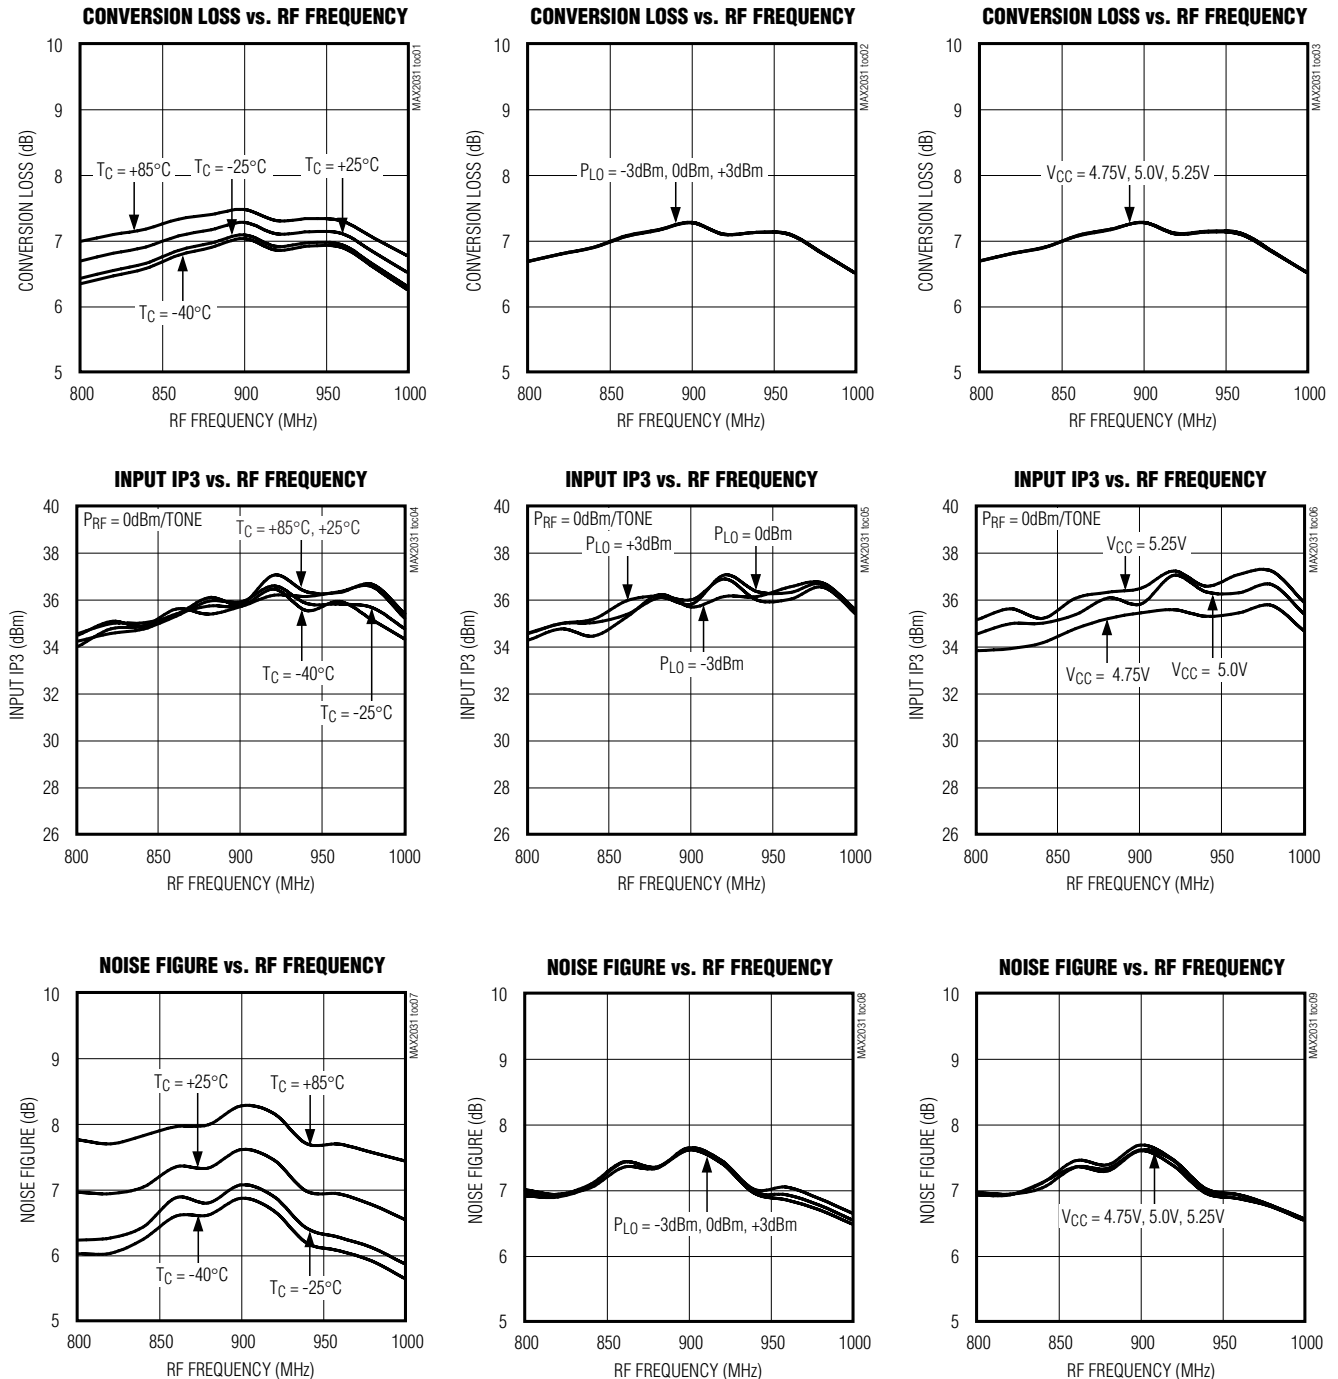 CONVERSION LOSS vs. RF FREQUENCY
10
9
8
7
6
5
CONVERSION LOSS (dB)
TC = +85°C
TC = -25°C
TC = +25°C
TC = -40°C
800
850
900
950
1000
RF FREQUENCY (MHz)
MAX2031 toc01
CONVERSION LOSS vs. RF FREQUENCY
10
9
8
7
6
5
CONVERSION LOSS (dB)
PLO = -3dBm, 0dBm, +3dBm
800
850
900
950
1000
RF FREQUENCY (MHz)
MAX2031 toc02
CONVERSION LOSS vs. RF FREQUENCY
10
9
8
7
6
5
CONVERSION LOSS (dB)
VCC = 4.75V, 5.0V, 5.25V
800
850
900
950
1000
RF FREQUENCY (MHz)
MAX2031 toc03
INPUT IP3 vs. RF FREQUENCY
40
38
36
34
32
30
28
26
INPUT IP3 (dBm)
PRF = 0dBm/TONE
TC = +85°C, +25°C
TC = -40°C
TC = -25°C
800
850
900
950
1000
RF FREQUENCY (MHz)
MAX2031 toc04
INPUT IP3 vs. RF FREQUENCY
40
38
36
34
32
30
28
26
INPUT IP3 (dBm)
PRF = 0dBm/TONE
PLO = +3dBm
PLO = 0dBm
PLO = -3dBm
800
850
900
950
1000
RF FREQUENCY (MHz)
MAX2031 toc05
INPUT IP3 vs. RF FREQUENCY
40
38
36
34
32
30
28
26
INPUT IP3 (dBm)
PRF = 0dBm/TONE
VCC = 5.25V
VCC = 4.75V
VCC = 5.0V
800
850
900
950
1000
RF FREQUENCY (MHz)
MAX2031 toc06
NOISE FIGURE vs. RF FREQUENCY
10
9
8
7
6
5
NOISE FIGURE (dB)
TC = +25°C
TC = +85°C
TC = -40°C
TC = -25°C
800
850
900
950
1000
RF FREQUENCY (MHz)
MAX2031 toc07
NOISE FIGURE vs. RF FREQUENCY
10
9
8
7
6
5
NOISE FIGURE (dB)
PLO = -3dBm, 0dBm, +3dBm
800
850
900
950
1000
RF FREQUENCY (MHz)
MAX2031 toc08
NOISE FIGURE vs. RF FREQUENCY
10
9
8
7
6
5
NOISE FIGURE (dB)
VCC = 4.75V, 5.0V, 5.25V
800
850
900
950
1000
RF FREQUENCY (MHz)
MAX2031 toc09